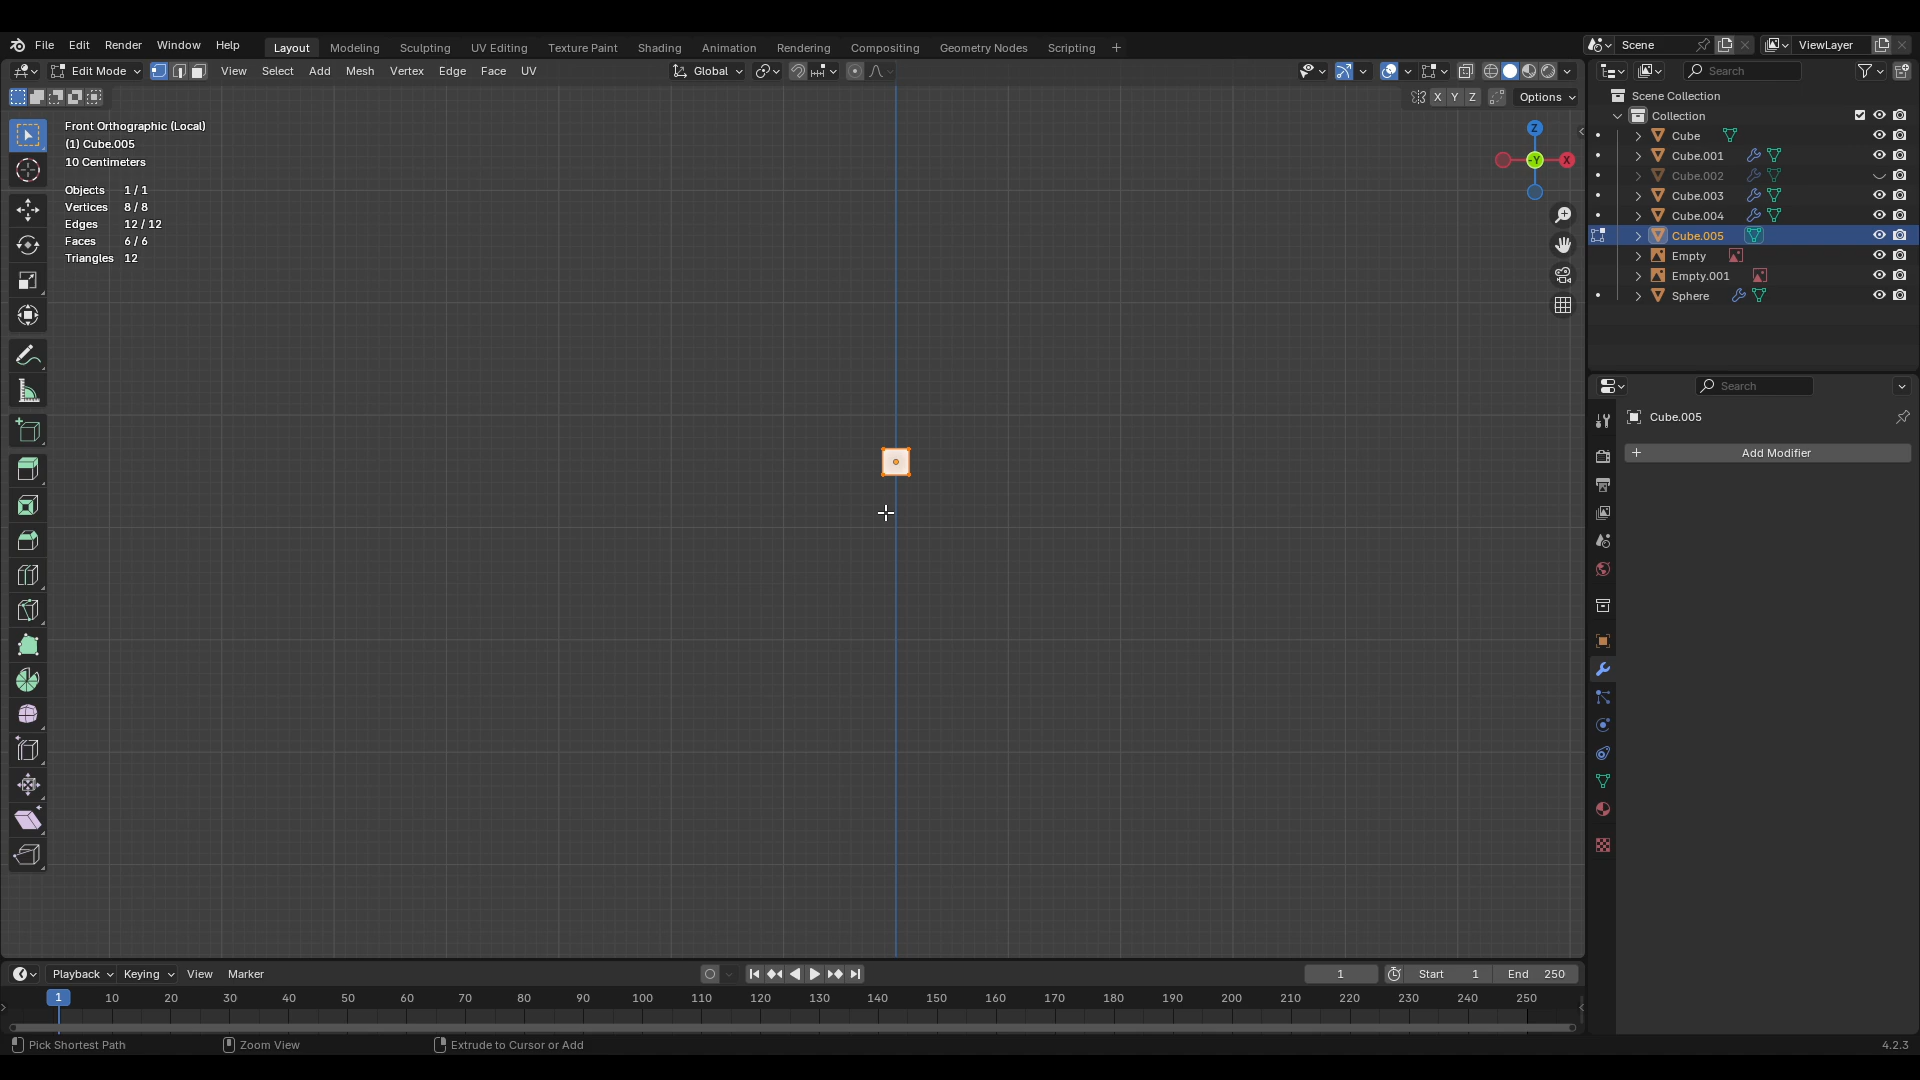 File Edit Render Window Help Layout Modeling Sculpting UV Editing Texture Paint Shading Animation Rendering Compositing Geometry Nodes Scripting + Scene ViewLayer
Edit Mode View Select Add Mesh Vertex Edge Face UV Global Search
X Y Z Options
Front Orthographic (Local)
(1) Cube.005
10 Centimeters
Objects 1 / 1
Vertices 8 / 8
Edges 12 / 12
Faces 6 / 6
Triangles 12
Z
-Y
X
Scene Collection
Collection
Cube
Cube.001
Cube.002
Cube.003
Cube.004
Cube.005
Empty
Empty.001
Sphere
Search
Cube.005
+ Add Modifier
Playback Keying View Marker 1 Start 1 End 250
1 10 20 30 40 50 60 70 80 90 100 110 120 130 140 150 160 170 180 190 200 210 220 230 240 250
Pick Shortest Path Zoom View Extrude to Cursor or Add 4.2.3